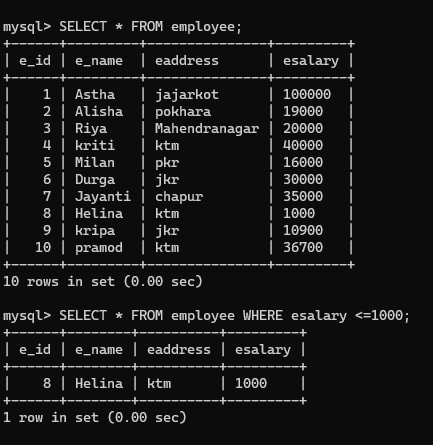 mysql> SELECT * FROM employee;
+------+---------+---------------+---------+
| e_id | e_name  | eaddress      | esalary |
+------+---------+---------------+---------+
|    1 | Astha   | jajarkot      | 100000  |
|    2 | Alisha  | pokhara       | 19000   |
|    3 | Riya    | Mahendranagar | 20000   |
|    4 | kriti   | ktm           | 40000   |
|    5 | Milan   | pkr           | 16000   |
|    6 | Durga   | jkr           | 30000   |
|    7 | Jayanti | chapur        | 35000   |
|    8 | Helina  | ktm           | 1000    |
|    9 | kripa   | jkr           | 10900   |
|   10 | pramod  | ktm           | 36700   |
+------+---------+---------------+---------+
10 rows in set (0.00 sec)
mysql> SELECT * FROM employee WHERE esalary <=1000;
+------+--------+----------+---------+
| e_id | e_name | eaddress | esalary |
+------+--------+----------+---------+
|    8 | Helina | ktm      | 1000    |
+------+--------+----------+---------+
1 row in set (0.00 sec)